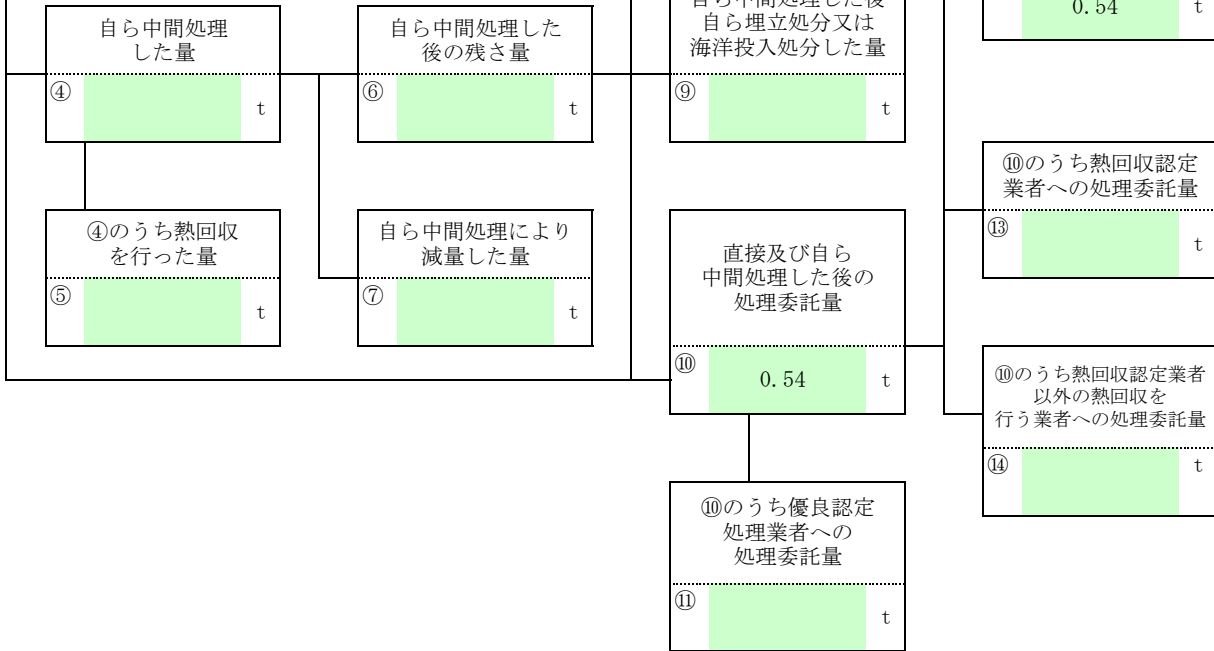 自ら中間処理
した量
④
t
自ら中間処理した
後の残さ量
⑥
t
自ら中間処理した後
自ら埋立処分又は
海洋投入処分した量
⑨
t
0.54 t
④のうち熱回収
を行った量
⑤
t
自ら中間処理により
減量した量
⑦
t
直接及び自ら
中間処理した後の
処理委託量
⑩
0.54 t
⑩のうち熱回収認定
業者への処理委託量
⑬
t
⑩のうち熱回収認定業者
以外の熱回収を
行う業者への処理委託量
⑭
t
⑩のうち優良認定
処理業者への
処理委託量
⑪
t